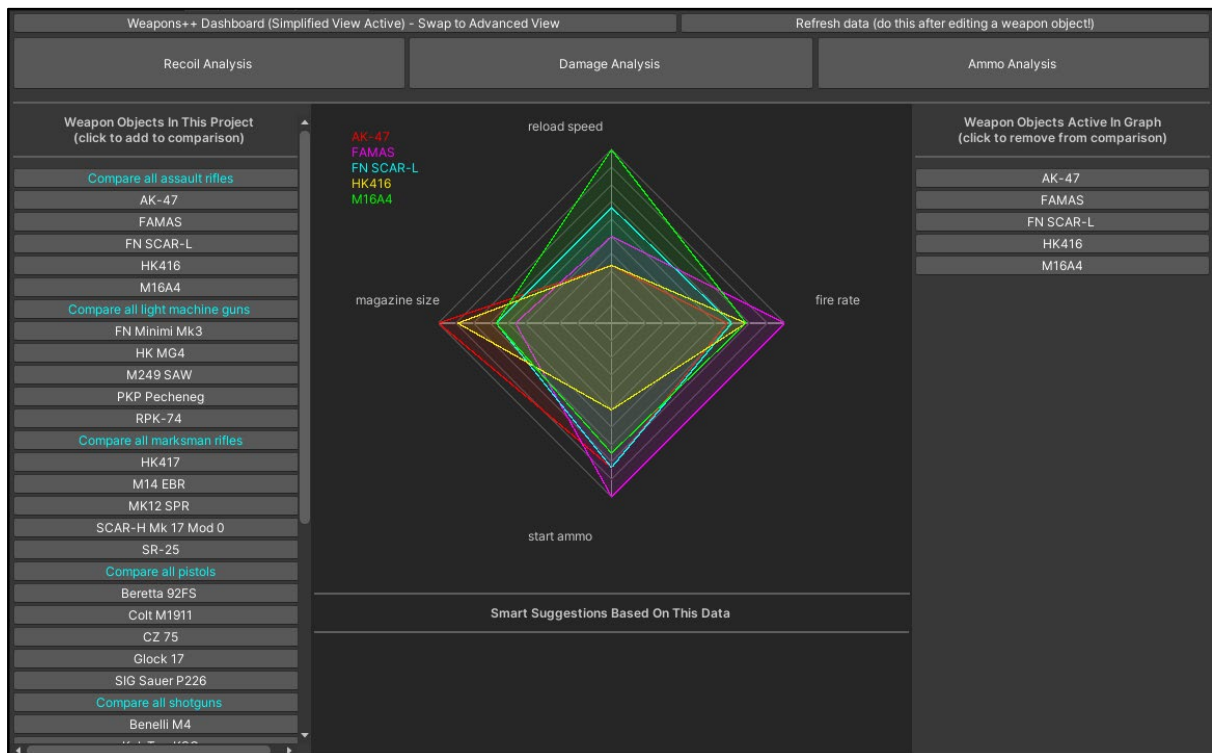 Weapons++ Dashboard (Simplified View Active) - Swap to Advanced View
Refresh data (do this after editing a weapon object!)
Recoil Analysis
Damage Analysis
Ammo Analysis
Weapon Objects In This Project
(click to add to comparison)
Compare all assault rifles
AK-47
FAMAS
FN SCAR-L
HK416
M16A4
Compare all light machine guns
FN Minimi Mk3
HK MG4
M249 SAW
PKP Pecheneg
RPK-74
Compare all marksman rifles
HK417
M14 EBR
MK12 SPR
SCAR-H Mk 17 Mod 0
SR-25
Compare all pistols
Beretta 92FS
Colt M1911
CZ 75
Glock 17
SIG Sauer P226
Compare all shotguns
Benelli M4
AK-47
FAMAS
FN SCAR-L
HK416
M16A4
reload speed
magazine size
fire rate
start ammo
Smart Suggestions Based On This Data
Weapon Objects Active In Graph
(click to remove from comparison)
AK-47
FAMAS
FN SCAR-L
HK416
M16A4